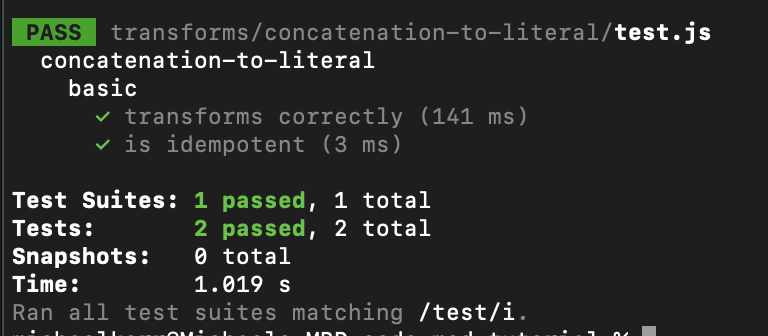 PASS transforms/concatenation-to-literal/test.js
concatenation-to-literal
basic
✓ transforms correctly (141 ms)
✓ is idempotent (3 ms)
Test Suites: 1 passed, 1 total
Tests: 2 passed, 2 total
Snapshots: 0 total
Time: 1.019 s
Ran all test suites matching /test/i.